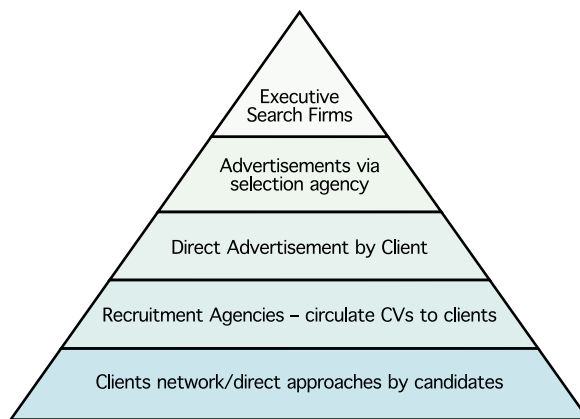 Executive
Search Firms
Advertisements via
selection agency
Direct Advertisement by Client
Recruitment Agencies – circulate CVs to clients
Clients network/direct approaches by candidates